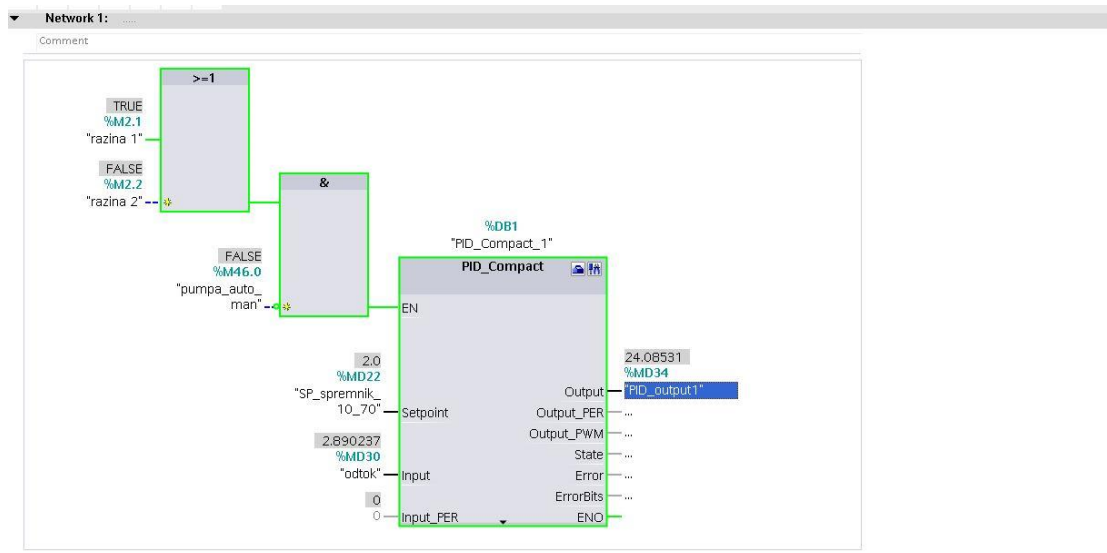 Network 1: .....
Comment
>=1
TRUE
%M2.1
"razina 1"
FALSE
%M2.2
"razina 2"
&
FALSE
%M46.0
"pumpa_auto_
man"
%DB1
"PID_Compact_1"
PID_Compact
EN
2.0
%MD22
"SP_spremnik_
10_70"
Setpoint
2.890237
%MD30
"odtok"
Input
0
0
Input_PER
24.08531
%MD34
Output
"PID_output1"
Output_PER
...
Output_PWM
...
State
...
Error
...
ErrorBits
...
ENO